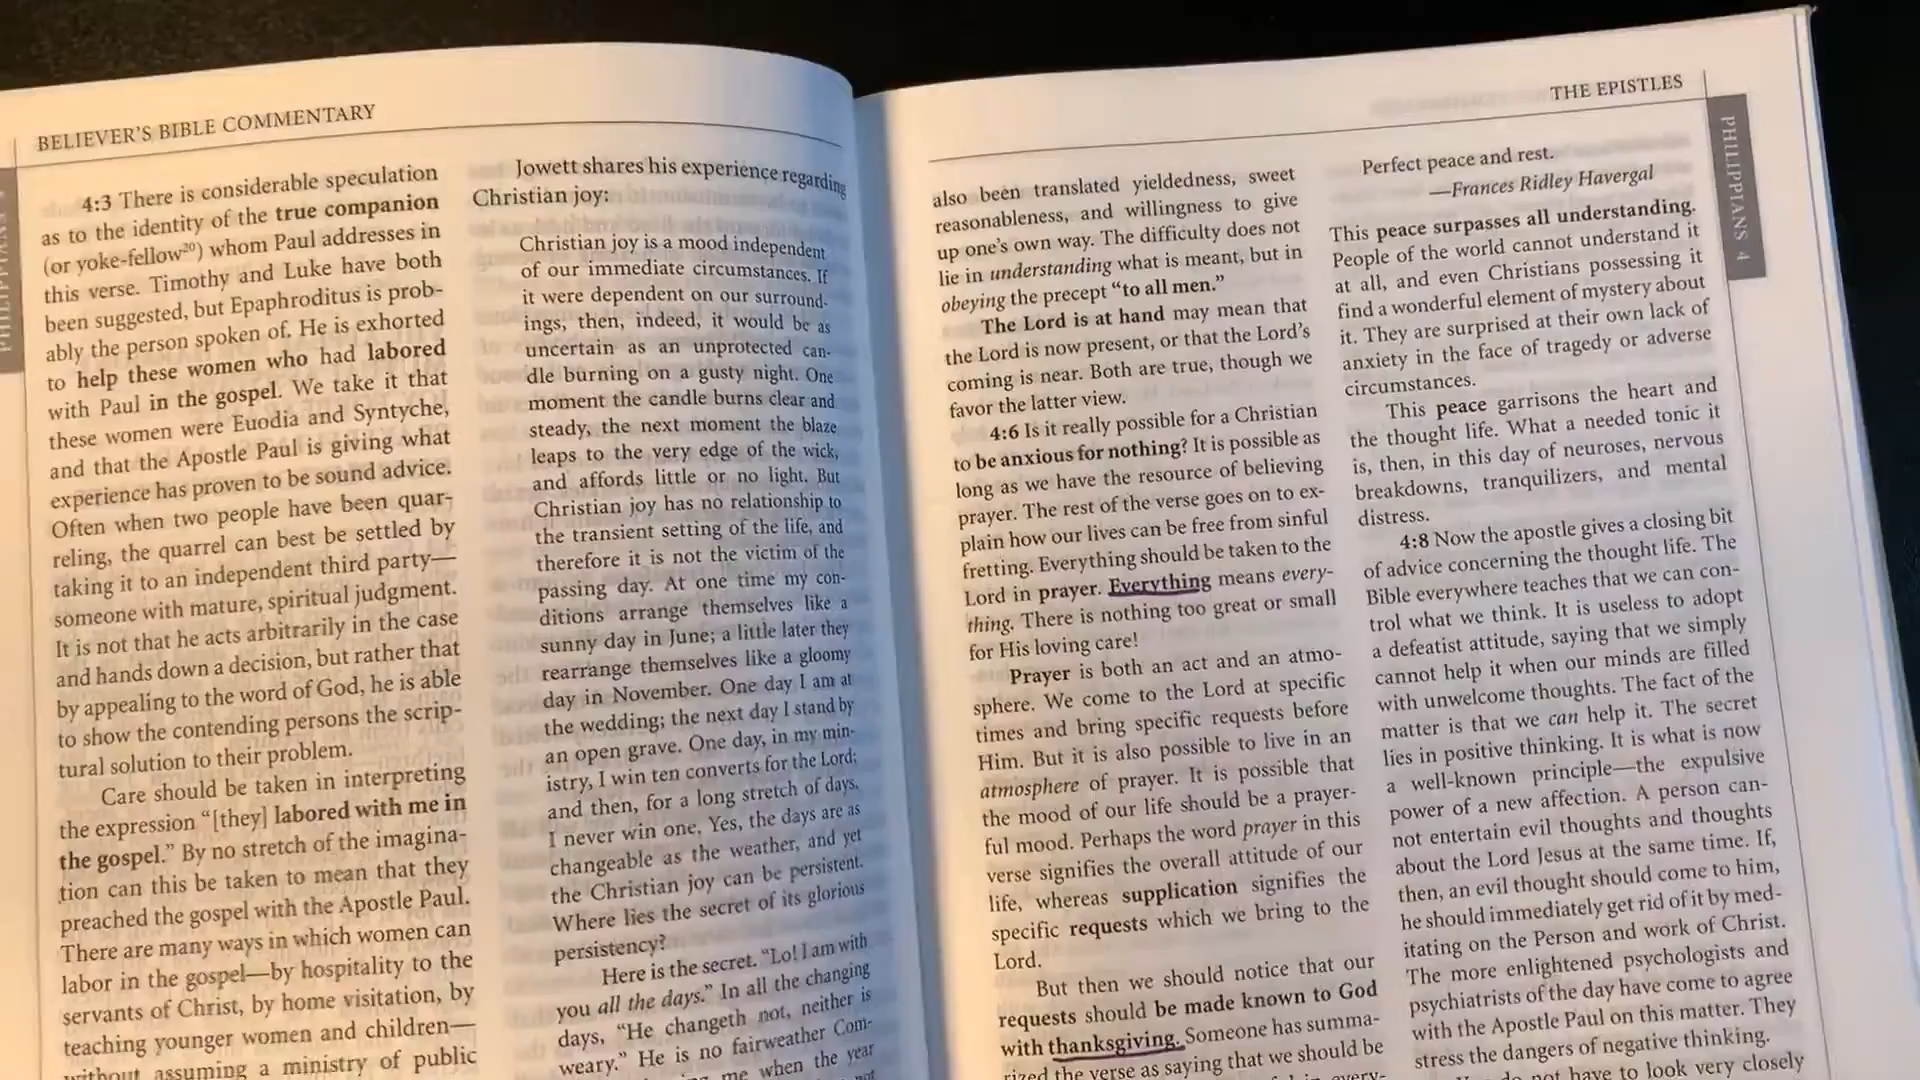 BELIEVER'S BIBLE COMMENTARY
4:3 There is considerable speculation
as to the identity of the true companion
(or yoke-fellow²⁰) whom Paul addresses in
this verse. Timothy and Luke have both
been suggested, but Epaphroditus is prob-
ably the person spoken of. He is exhorted
to help these women who had labored
with Paul in the gospel. We take it that
these women were Euodia and Syntyche,
and that the Apostle Paul is giving what
experience has proven to be sound advice.
Often when two people have been quar-
reling, the quarrel can best be settled by
taking it to an independent third party—
someone with mature, spiritual judgment.
It is not that he acts arbitrarily in the case
and hands down a decision, but rather that
by appealing to the word of God, he is able
to show the contending persons the scrip-
tural solution to their problem.
Care should be taken in interpreting
the expression “[they] labored with me in
the gospel.” By no stretch of the imagina-
tion can this be taken to mean that they
preached the gospel with the Apostle Paul.
There are many ways in which women can
labor in the gospel—by hospitality to the
servants of Christ, by home visitation, by
teaching younger women and children—
without assuming a ministry of public
Jowett shares his experience regarding
Christian joy:
Christian joy is a mood independent
of our immediate circumstances. If
it were dependent on our surround-
ings, then, indeed, it would be as
uncertain as an unprotected can-
dle burning on a gusty night. One
moment the candle burns clear and
steady, the next moment the blaze
leaps to the very edge of the wick,
and affords little or no light. But
Christian joy has no relationship to
the transient setting of the life, and
therefore it is not the victim of the
passing day. At one time my con-
ditions arrange themselves like a
sunny day in June; a little later they
rearrange themselves like a gloomy
day in November. One day I am at
the wedding; the next day I stand by
an open grave. One day, in my min-
istry, I win ten converts for the Lord;
and then, for a long stretch of days,
I never win one. Yes, the days are as
changeable as the weather, and yet
the Christian joy can be persistent.
Where lies the secret of its glorious
persistency?
Here is the secret. “Lo! I am with
you all the days.” In all the changing
days, “He changeth not, neither is
weary.” He is no fairweather Com-
me when the year
THE EPISTLES
PHILIPPIANS 4
also been translated yieldedness, sweet
reasonableness, and willingness to give
up one's own way. The difficulty does not
lie in understanding what is meant, but in
obeying the precept “to all men.”
The Lord is at hand may mean that
the Lord is now present, or that the Lord's
coming is near. Both are true, though we
favor the latter view.
4:6 Is it really possible for a Christian
to be anxious for nothing? It is possible as
long as we have the resource of believing
prayer. The rest of the verse goes on to ex-
plain how our lives can be free from sinful
fretting. Everything should be taken to the
Lord in prayer. Everything means every-
thing. There is nothing too great or small
for His loving care!
Prayer is both an act and an atmo-
sphere. We come to the Lord at specific
times and bring specific requests before
Him. But it is also possible to live in an
atmosphere of prayer. It is possible that
the mood of our life should be a prayer-
ful mood. Perhaps the word prayer in this
verse signifies the overall attitude of our
life, whereas supplication signifies the
specific requests which we bring to the
Lord.
But then we should notice that our
requests should be made known to God
with thanksgiving. Someone has summa-
rized the verse as saying that we should be
every-
Perfect peace and rest.
—Frances Ridley Havergal
This peace surpasses all understanding.
People of the world cannot understand it
at all, and even Christians possessing it
find a wonderful element of mystery about
it. They are surprised at their own lack of
anxiety in the face of tragedy or adverse
circumstances.
This peace garrisons the heart and
the thought life. What a needed tonic it
is, then, in this day of neuroses, nervous
breakdowns, tranquilizers, and mental
distress.
4:8 Now the apostle gives a closing bit
of advice concerning the thought life. The
Bible everywhere teaches that we can con-
trol what we think. It is useless to adopt
a defeatist attitude, saying that we simply
cannot help it when our minds are filled
with unwelcome thoughts. The fact of the
matter is that we can help it. The secret
lies in positive thinking. It is what is now
a well-known principle—the expulsive
power of a new affection. A person can-
not entertain evil thoughts and thoughts
about the Lord Jesus at the same time. If,
then, an evil thought should come to him,
he should immediately get rid of it by med-
itating on the Person and work of Christ.
The more enlightened psychologists and
psychiatrists of the day have come to agree
with the Apostle Paul on this matter. They
stress the dangers of negative thinking.
not have to look very closely